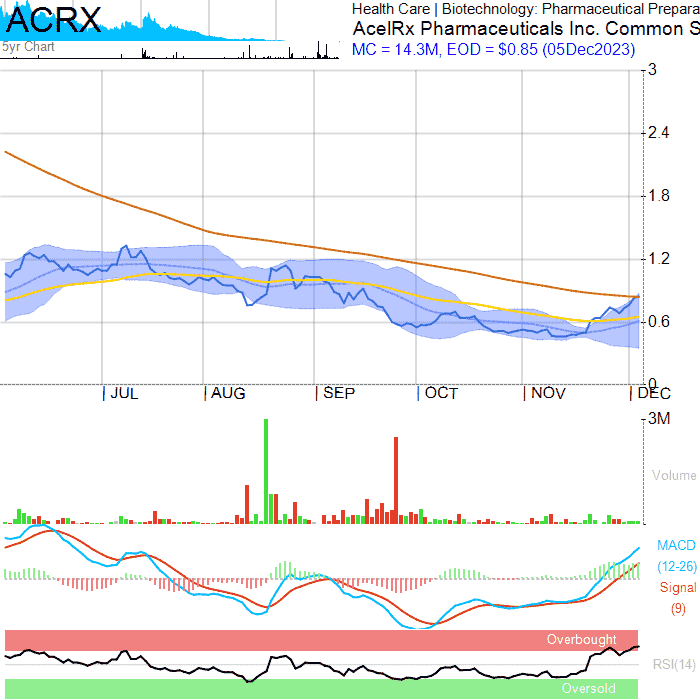 ACRX
5yr Chart
Health Care | Biotechnology: Pharmaceutical Prepara
AcelRx Pharmaceuticals Inc. Common S
MC = 14.3M, EOD = $0.85 (05Dec2023)
3
2.4
1.8
1.2
0.6
0
JUL AUG SEP OCT NOV DEC
3M
Volume
MACD
(12-26)
Signal
(9)
Overbought
RSI(14)
Oversold